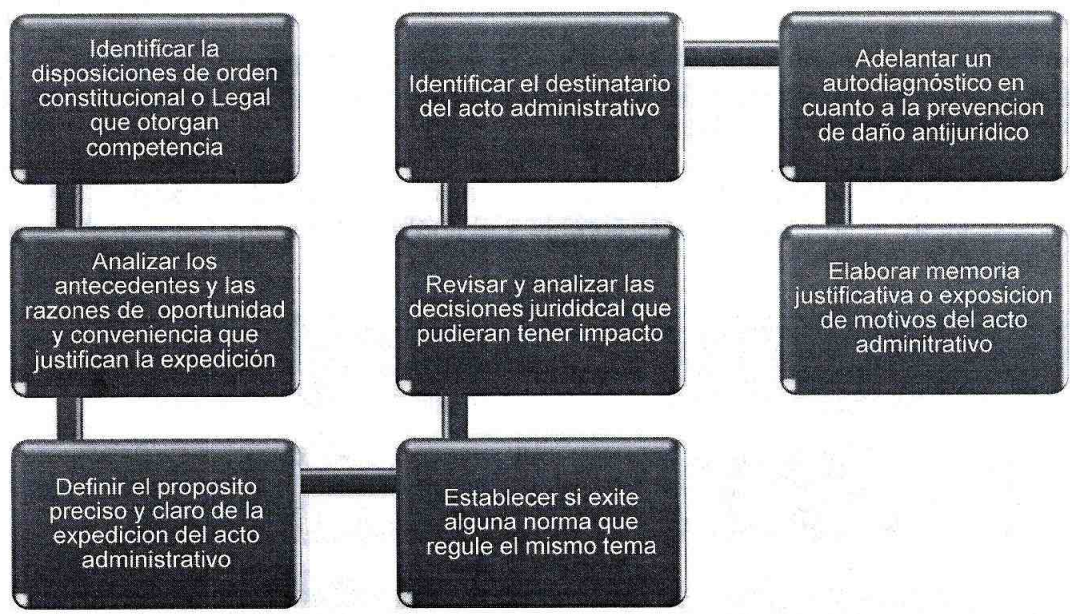 Identificar la
disposiciones de orden
constitucional o Legal
que otorgan
competencia
Analizar los
antecedentes y las
razones de oportunidad
y conveniencia que
justifican la expedición
Definir el proposito
preciso y claro de la
expedicion del acto
administrativo
Establecer si exite
alguna norma que
regule el mismo tema
Revisar y analizar las
decisiones jurididcal que
pudieran tener impacto
Identificar el destinatario
del acto administrativo
Adelantar un
autodiagnóstico en
cuanto a la prevencion
de daño antijurídico
Elaborar memoria
justificativa o exposicion
de motivos del acto
adminitrativo